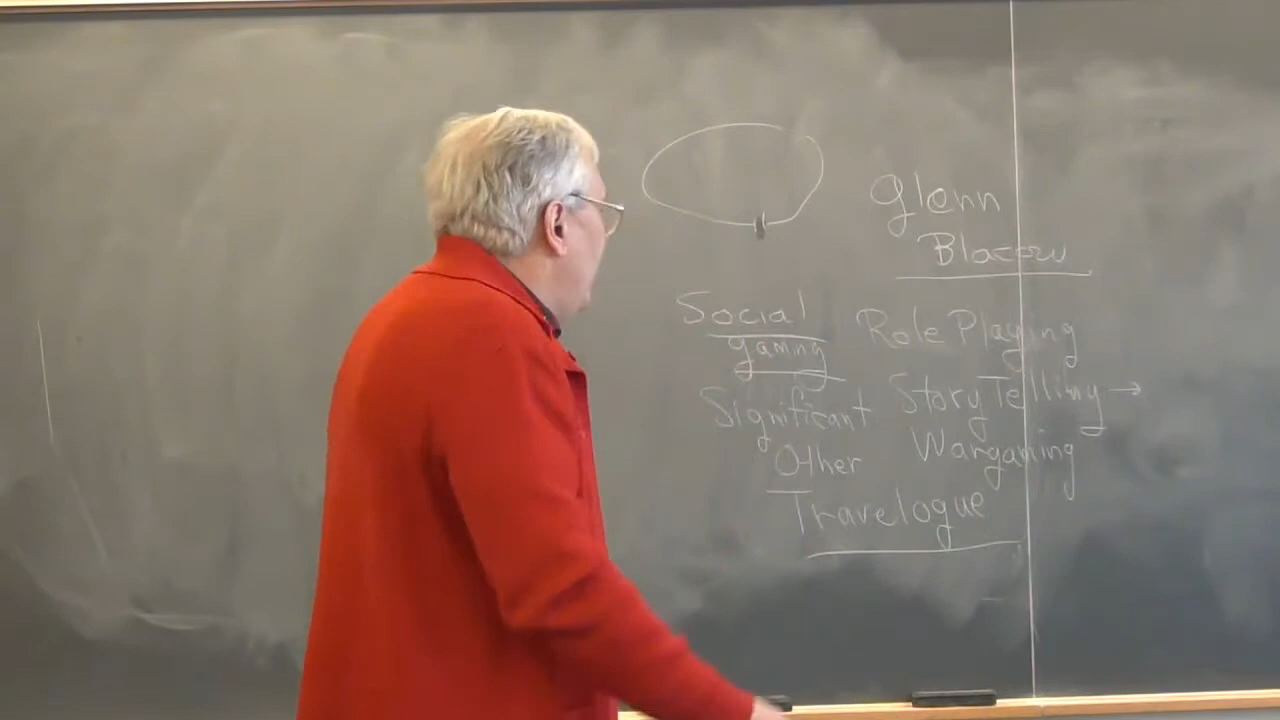 Glenn
Blacow
Social
gaming
Role Playing
Significant
Other
Story Telling →
Wargaming
Travelogue